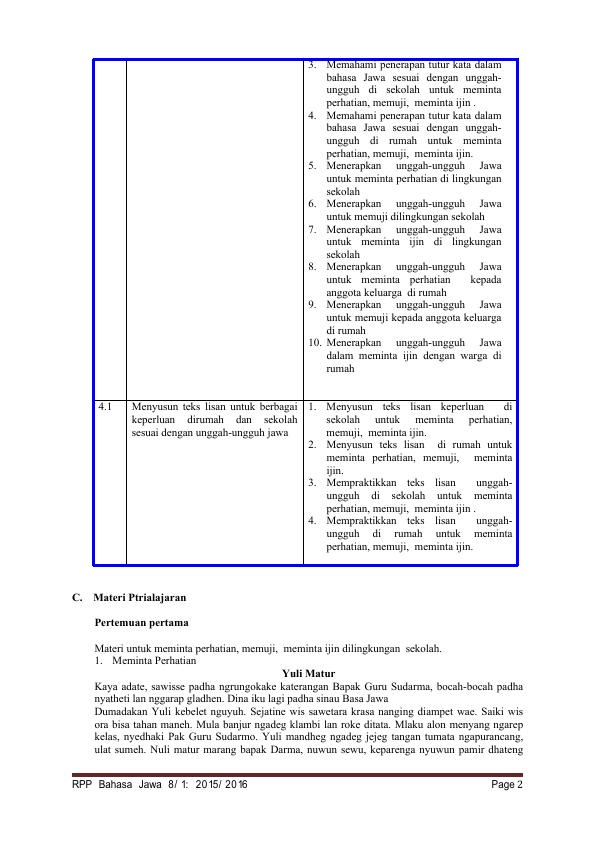 3. Memahami penerapan tutur kata dalam
bahasa Jawa sesuai dengan unggah-
ungguh di sekolah untuk meminta
perhatian, memuji, meminta ijin .
4. Memahami penerapan tutur kata dalam
bahasa Jawa sesuai dengan unggah-
ungguh di rumah untuk meminta
perhatian, memuji, meminta ijin.
5. Menerapkan unggah-ungguh Jawa
untuk meminta perhatian di lingkungan
sekolah
6. Menerapkan unggah-ungguh Jawa
untuk memuji dilingkungan sekolah
7. Menerapkan unggah-ungguh Jawa
untuk meminta ijin di lingkungan
sekolah
8. Menerapkan unggah-ungguh Jawa
untuk meminta perhatian kepada
anggota keluarga di rumah
9. Menerapkan unggah-ungguh Jawa
untuk memuji kepada anggota keluarga
di rumah
10. Menerapkan unggah-ungguh Jawa
dalam meminta ijin dengan warga di
rumah
4.1 Menyusun teks lisan untuk berbagai
keperluan dirumah dan sekolah
sesuai dengan unggah-ungguh jawa
1. Menyusun teks lisan keperluan di
sekolah untuk meminta perhatian,
memuji, meminta ijin.
2. Menyusun teks lisan di rumah untuk
meminta perhatian, memuji, meminta
ijin.
3. Mempraktikkan teks lisan unggah-
ungguh di sekolah untuk meminta
perhatian, memuji, meminta ijin .
4. Mempraktikkan teks lisan unggah-
ungguh di rumah untuk meminta
perhatian, memuji, meminta ijin.
C. Materi Ptrialajaran
Pertemuan pertama
Materi untuk meminta perhatian, memuji, meminta ijin dilingkungan sekolah.
1. Meminta Perhatian
Yuli Matur
Kaya adate, sawisse padha ngrungokake katerangan Bapak Guru Sudarma, bocah-bocah padha
nyatheti lan nggarap gladhen. Dina iku lagi padha sinau Basa Jawa
Dumadakan Yuli kebelet nguyuh. Sejatine wis sawetara krasa nanging diampet wae. Saiki wis
ora bisa tahan maneh. Mula banjur ngadeg klambi lan roke ditata. Mlaku alon menyang ngarep
kelas, nyedhaki Pak Guru Sudarmo. Yuli mandheg ngadeg jejeg tangan tumata ngapurancang,
ulat sumeh. Nuli matur marang bapak Darma, nuwun sewu, keparenga nyuwun pamir dhateng
RPP Bahasa Jawa 8/ 1: 2015/ 2016 Page 2